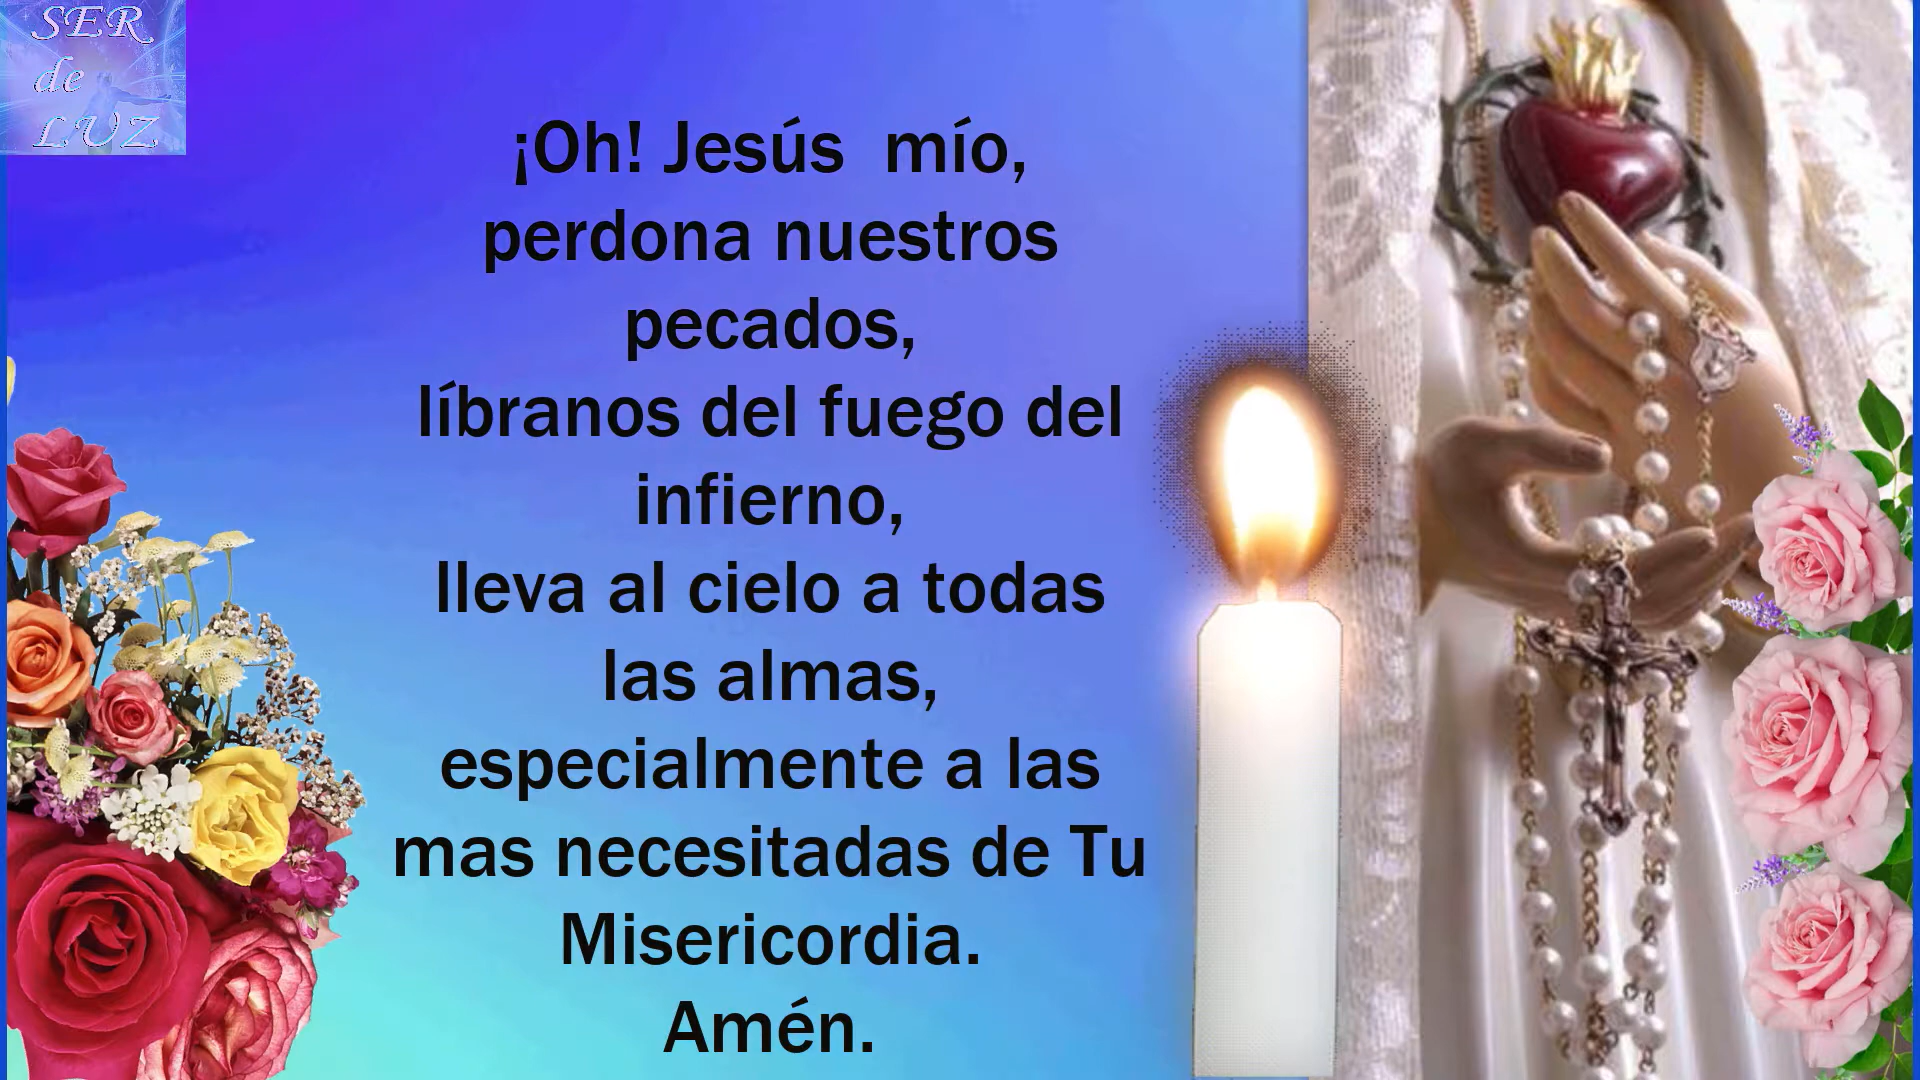 SER
de
LUZ
¡Oh! Jesús  mío,
perdona nuestros
pecados,
líbranos del fuego del
infierno,
lleva al cielo a todas
las almas,
especialmente a las
mas necesitadas de Tu
Misericordia.
Amén.